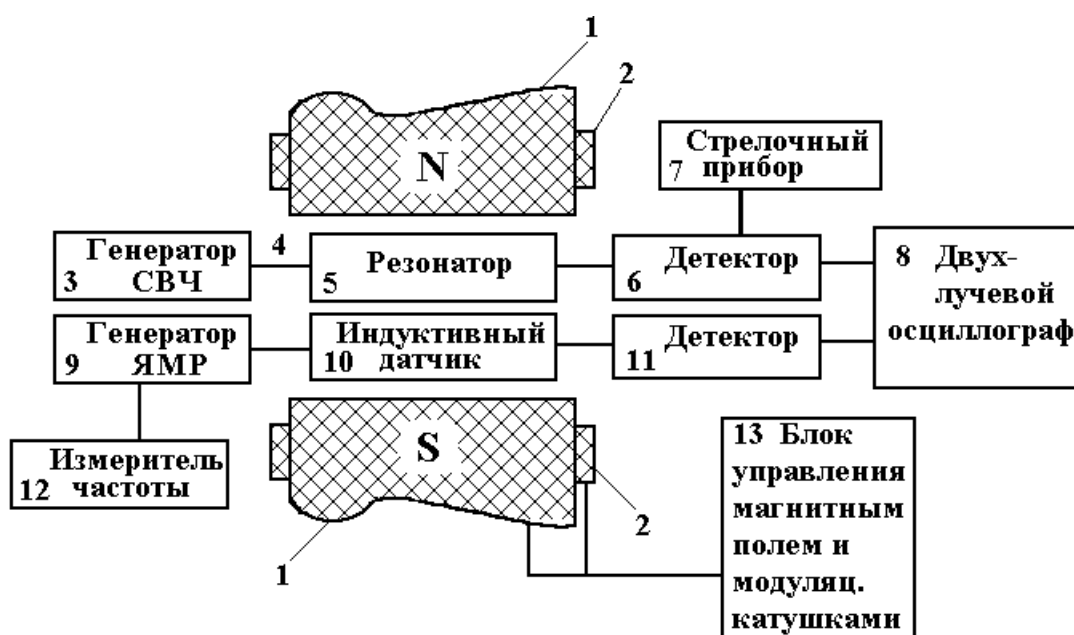 1
2
N
Стрелочный
7 прибор
Генератор
3 СВЧ
4
Резонатор
5
Детектор
6
8 Двух-
лучевой
осциллограф
Генератор
9 ЯМР
Индуктивный
10 датчик
Детектор
11
Измеритель
12 частоты
S
2
1
13 Блок
управления
магнитным
полем и
модуляц.
катушками